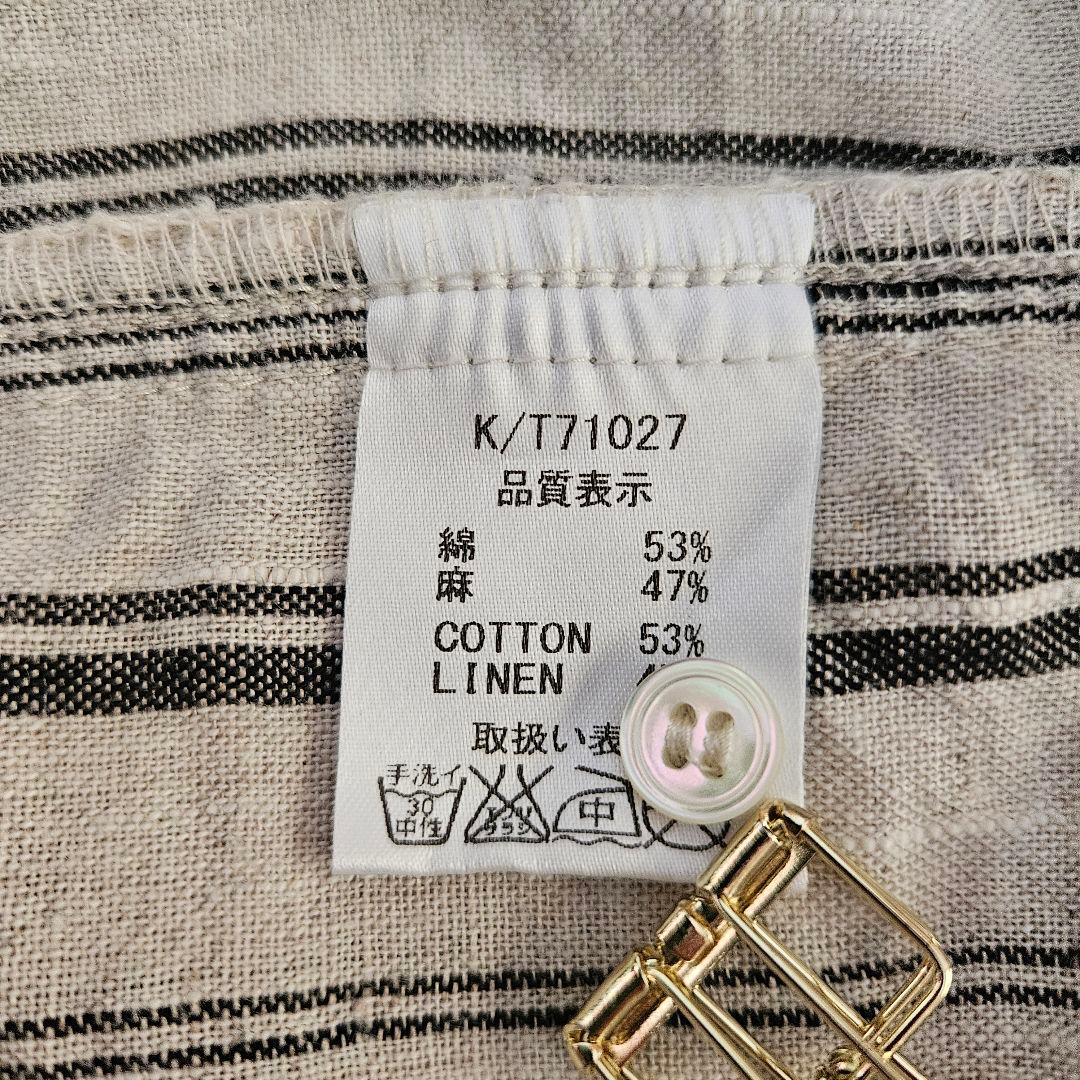 K/T71027
品質表示
綿 53%
麻 47%
COTTON 53%
LINEN
取扱い表
手洗イ
30
中性
中